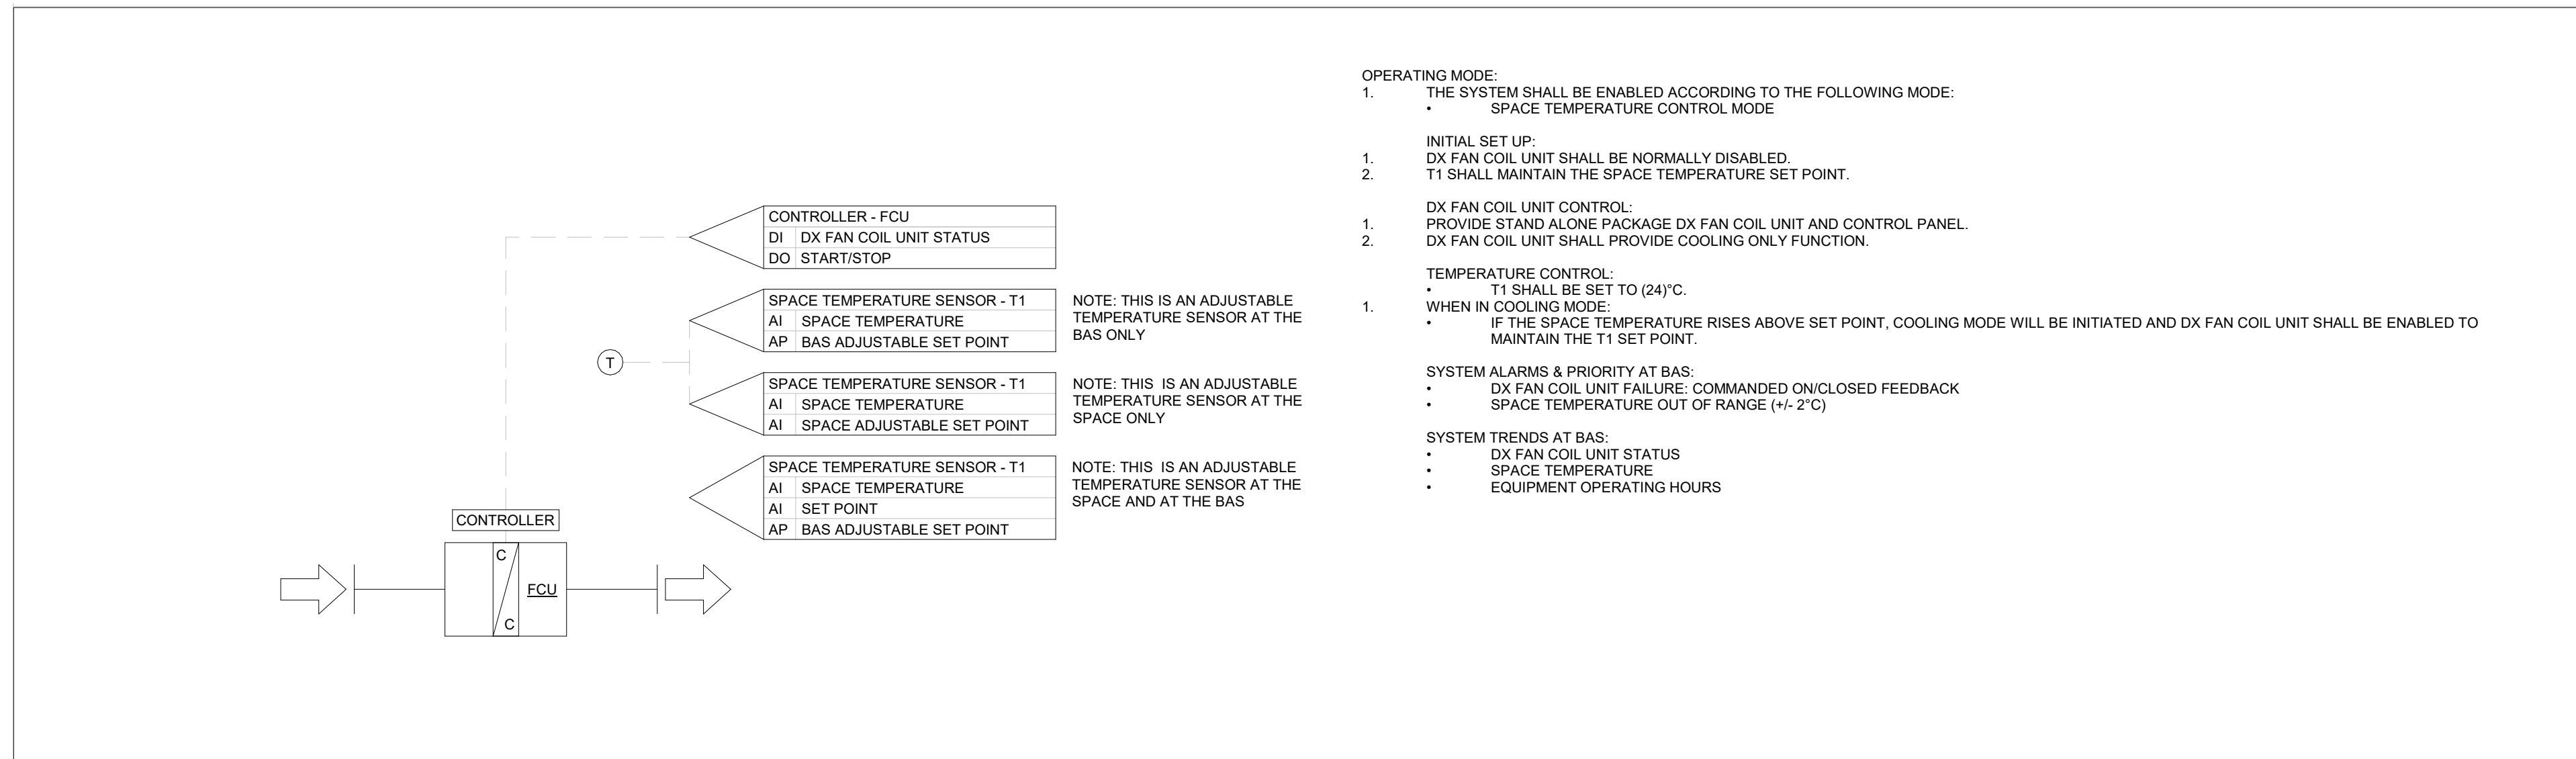 CONTROLLER - FCU
DI DX FAN COIL UNIT STATUS
DO START/STOP
SPACE TEMPERATURE SENSOR - T1
AI SPACE TEMPERATURE
AP BAS ADJUSTABLE SET POINT
NOTE: THIS IS AN ADJUSTABLE
TEMPERATURE SENSOR AT THE
BAS ONLY
T
SPACE TEMPERATURE SENSOR - T1
AI SPACE TEMPERATURE
AI SPACE ADJUSTABLE SET POINT
NOTE: THIS IS AN ADJUSTABLE
TEMPERATURE SENSOR AT THE
SPACE ONLY
SPACE TEMPERATURE SENSOR - T1
AI SPACE TEMPERATURE
AI SET POINT
AP BAS ADJUSTABLE SET POINT
NOTE: THIS IS AN ADJUSTABLE
TEMPERATURE SENSOR AT THE
SPACE AND AT THE BAS
CONTROLLER
C
FCU
C
OPERATING MODE:
1. THE SYSTEM SHALL BE ENABLED ACCORDING TO THE FOLLOWING MODE:
• SPACE TEMPERATURE CONTROL MODE
INITIAL SET UP:
1. DX FAN COIL UNIT SHALL BE NORMALLY DISABLED.
2. T1 SHALL MAINTAIN THE SPACE TEMPERATURE SET POINT.
DX FAN COIL UNIT CONTROL:
1. PROVIDE STAND ALONE PACKAGE DX FAN COIL UNIT AND CONTROL PANEL.
2. DX FAN COIL UNIT SHALL PROVIDE COOLING ONLY FUNCTION.
TEMPERATURE CONTROL:
• T1 SHALL BE SET TO (24)°C.
1. WHEN IN COOLING MODE:
• IF THE SPACE TEMPERATURE RISES ABOVE SET POINT, COOLING MODE WILL BE INITIATED AND DX FAN COIL UNIT SHALL BE ENABLED TO
MAINTAIN THE T1 SET POINT.
SYSTEM ALARMS & PRIORITY AT BAS:
• DX FAN COIL UNIT FAILURE: COMMANDED ON/CLOSED FEEDBACK
• SPACE TEMPERATURE OUT OF RANGE (+/- 2°C)
SYSTEM TRENDS AT BAS:
• DX FAN COIL UNIT STATUS
• SPACE TEMPERATURE
• EQUIPMENT OPERATING HOURS